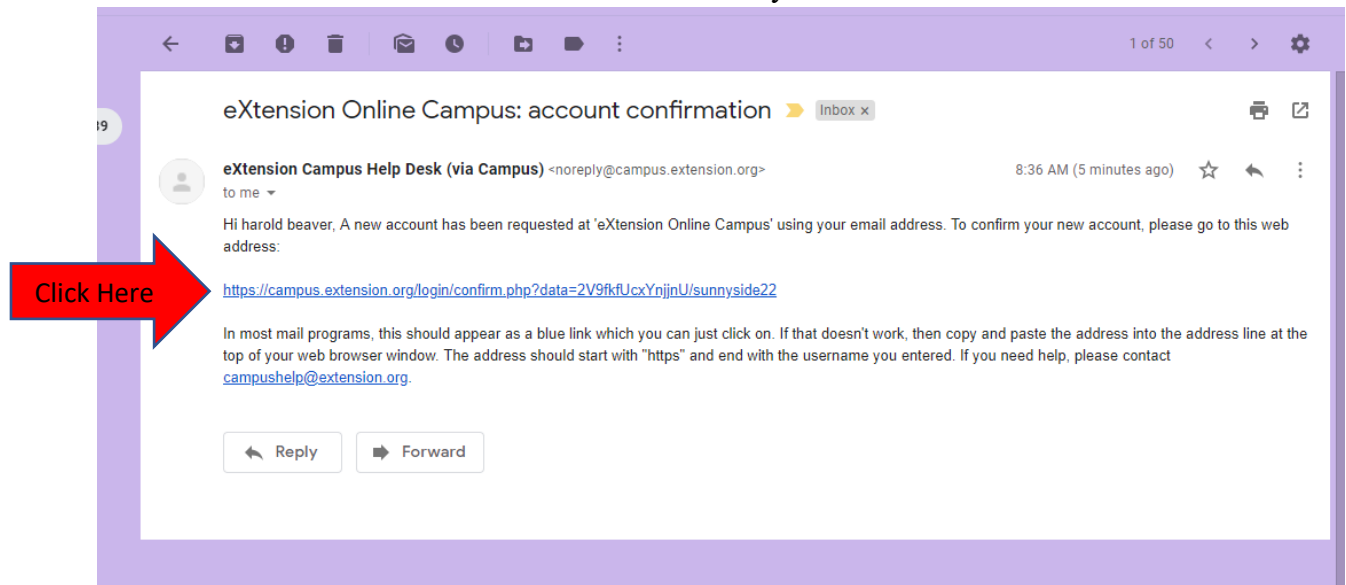 1 of 50
eXtension Online Campus: account confirmation Inbox x
39
eXtension Campus Help Desk (via Campus) <noreply@campus.extension.org> 8:36 AM (5 minutes ago)
to me
Hi harold beaver, A new account has been requested at 'eXtension Online Campus' using your email address. To confirm your new account, please go to this web
address:
Click Here
https://campus.extension.org/login/confirm.php?data=2V9fkfUcxYnjjnU/sunnyside22
In most mail programs, this should appear as a blue link which you can just click on. If that doesn't work, then copy and paste the address into the address line at the
top of your web browser window. The address should start with "https" and end with the username you entered. If you need help, please contact
campushelp@extension.org.
Reply Forward